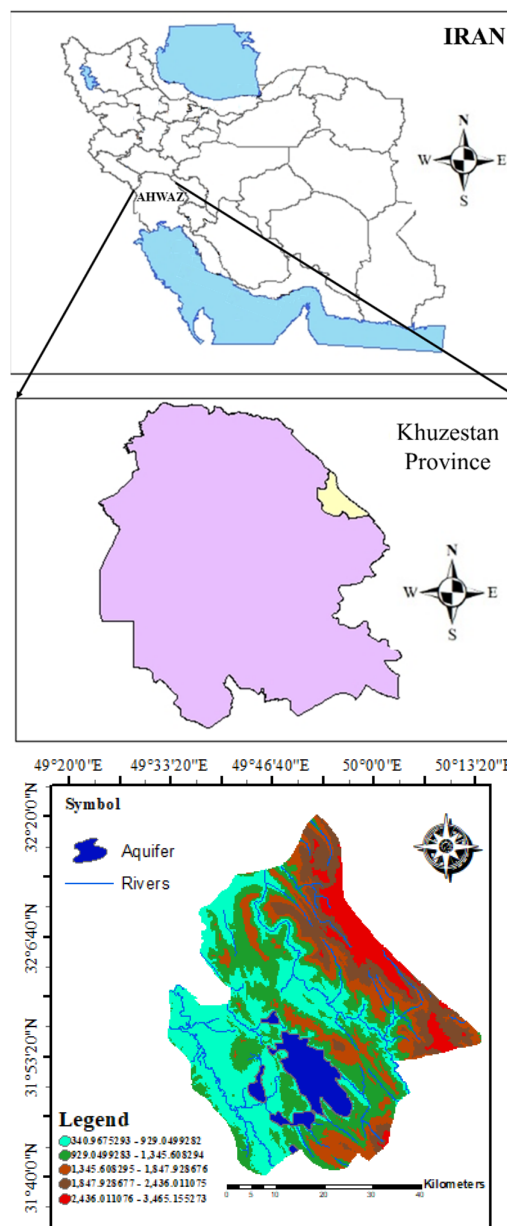 IRAN
N
W E
S
AHWAZ
Khuzestan
Province
N
W E
S
49°20'0"E 49°33'20"E 49°46'40"E 50°0'0"E 50°13'20"E
32°20'0"N
32°6'40"N
31°53'20"N
31°40'0"N
Symbol
Aquifer
Rivers
Legend
340.9675293 - 929.0499282
929.0499283 - 1,345.608294
1,345.608295 - 1,847.928676
1,847.928677 - 2,436.011075
2,436.011076 - 3,465.155273
Kilometers
0 5 10 20 30 40